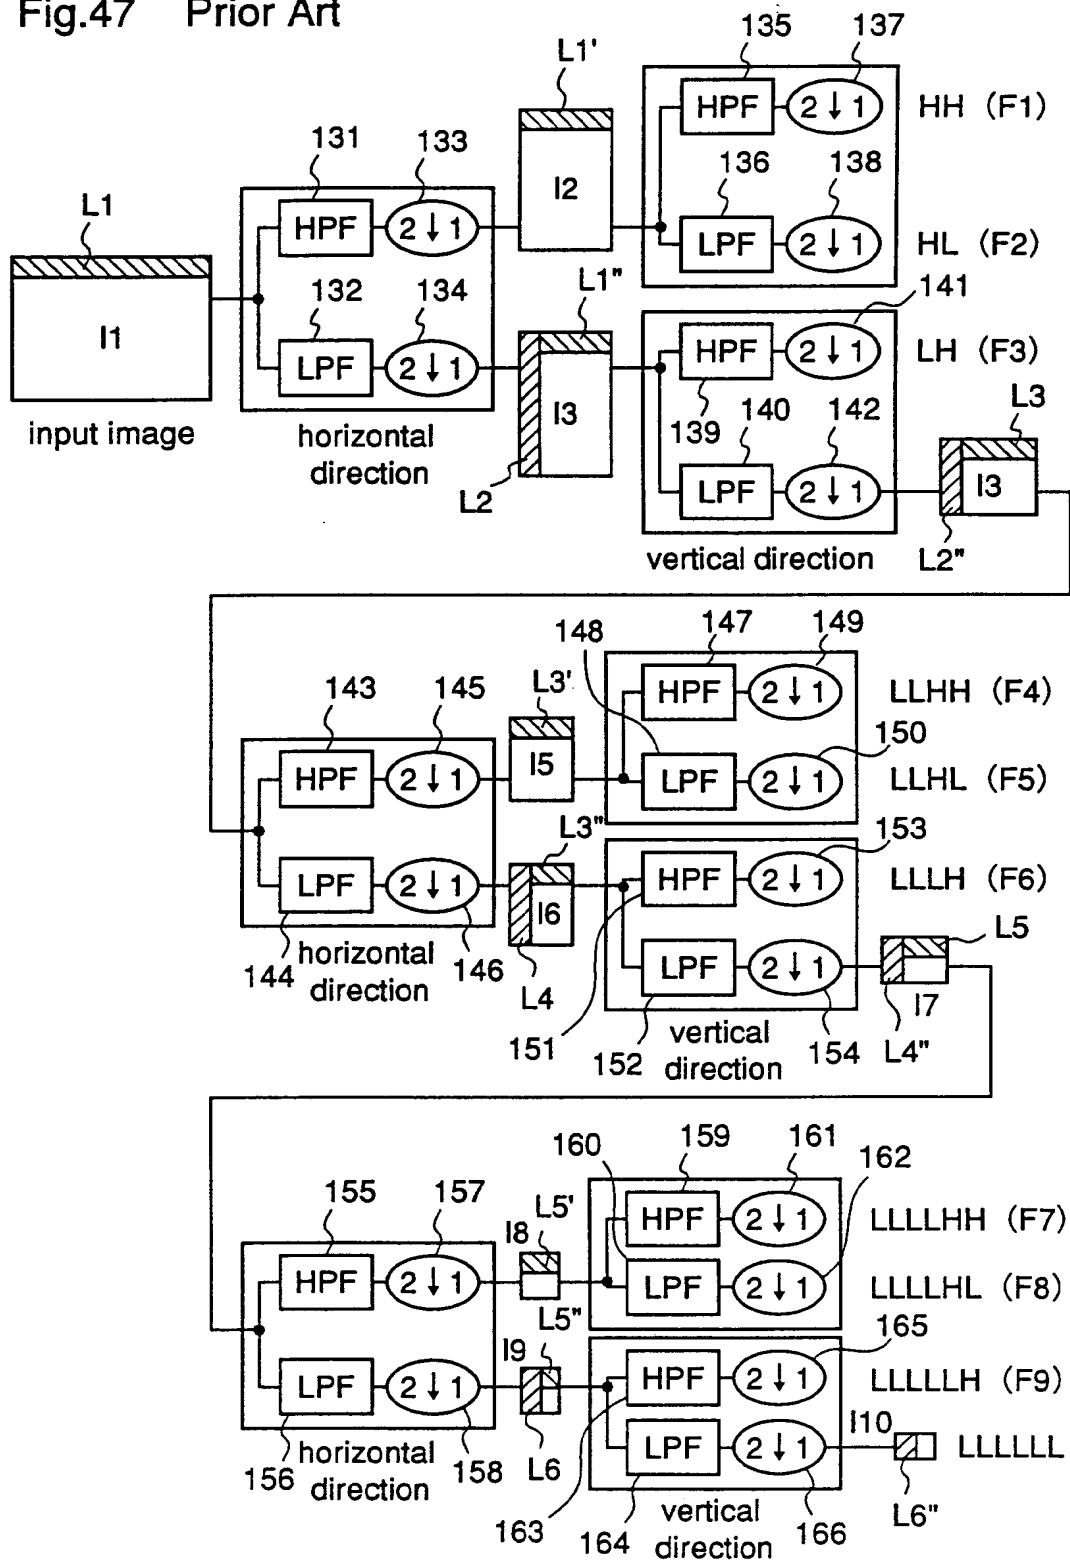 Fig.47 Prior Art
135 137
L1'
HPF 2↓1 HH (F1)
131 133
136 138
L1
I2
HPF 2↓1
LPF 2↓1 HL (F2)
132 134
L1"
141
I1
HPF 2↓1 LH (F3)
LPF 2↓1
I3
139 140 142
L3
input image
horizontal
direction
L2
LPF 2↓1
I3
vertical direction
L2"
148 147 149
L3'
143 145
HPF 2↓1 LLHH (F4)
I5
150
HPF 2↓1
LPF 2↓1 LLHL (F5)
L3"
153
LPF 2↓1
I6
HPF 2↓1 LLLH (F6)
L5
144
horizontal
direction
146
L4
LPF 2↓1
I7
151
152
vertical
direction
154
L4"
160 159 161 162
155 157
I8 L5'
HPF 2↓1 LLLLHH (F7)
HPF 2↓1
LPF 2↓1 LLLLHL (F8)
L5"
165
I9
LPF 2↓1
HPF 2↓1 LLLLLH (F9)
I10
LPF 2↓1 LLLLLL
156
horizontal
direction
158
L6
L6"
163
164
vertical
direction
166